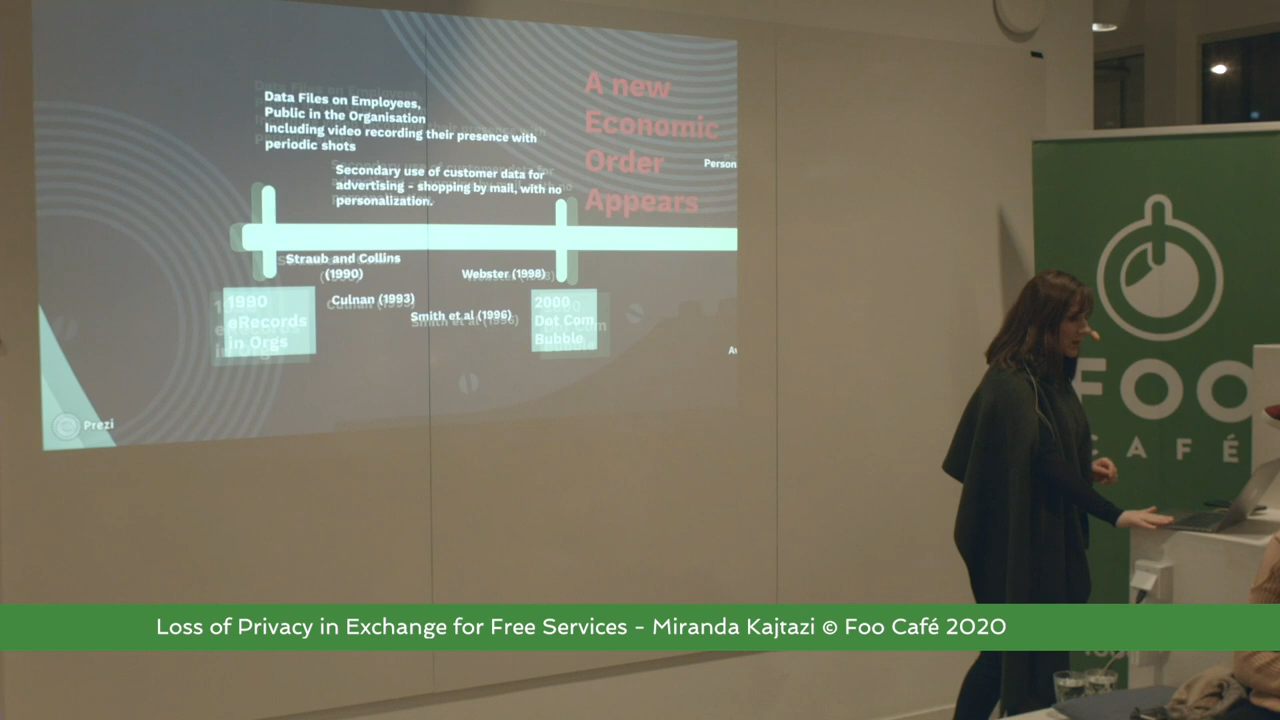 Data Files on Employees,
Public in the Organisation
Including video recording their presence with
periodic shots
Secondary use of customer data for
advertising - shopping by mail, with no
personalization.
A new
Economic
Order
Appears
Person
Straub and Collins
(1990)
Webster (1998)
Culnan (1993)
Smith et al (1996)
1990
eRecords
in Orgs
2000
Dot Com
Bubble
Prezi
FOO
CAFÉ
Loss of Privacy in Exchange for Free Services - Miranda Kajtazi © Foo Café 2020